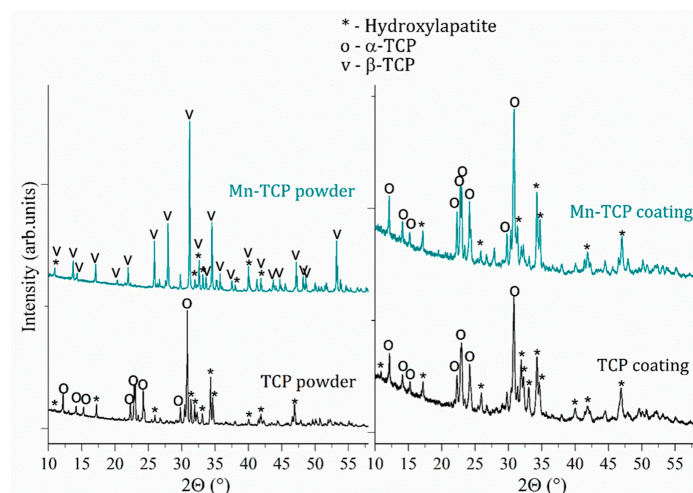 * - Hydroxylapatite
o - α-TCP
v - β-TCP
Intensity (arb.units)
Mn-TCP powder
TCP powder
Mn-TCP coating
TCP coating
10 15 20 25 30 35 40 45 50 55
2Θ (°)
10 15 20 25 30 35 40 45 50 55
2Θ (°)